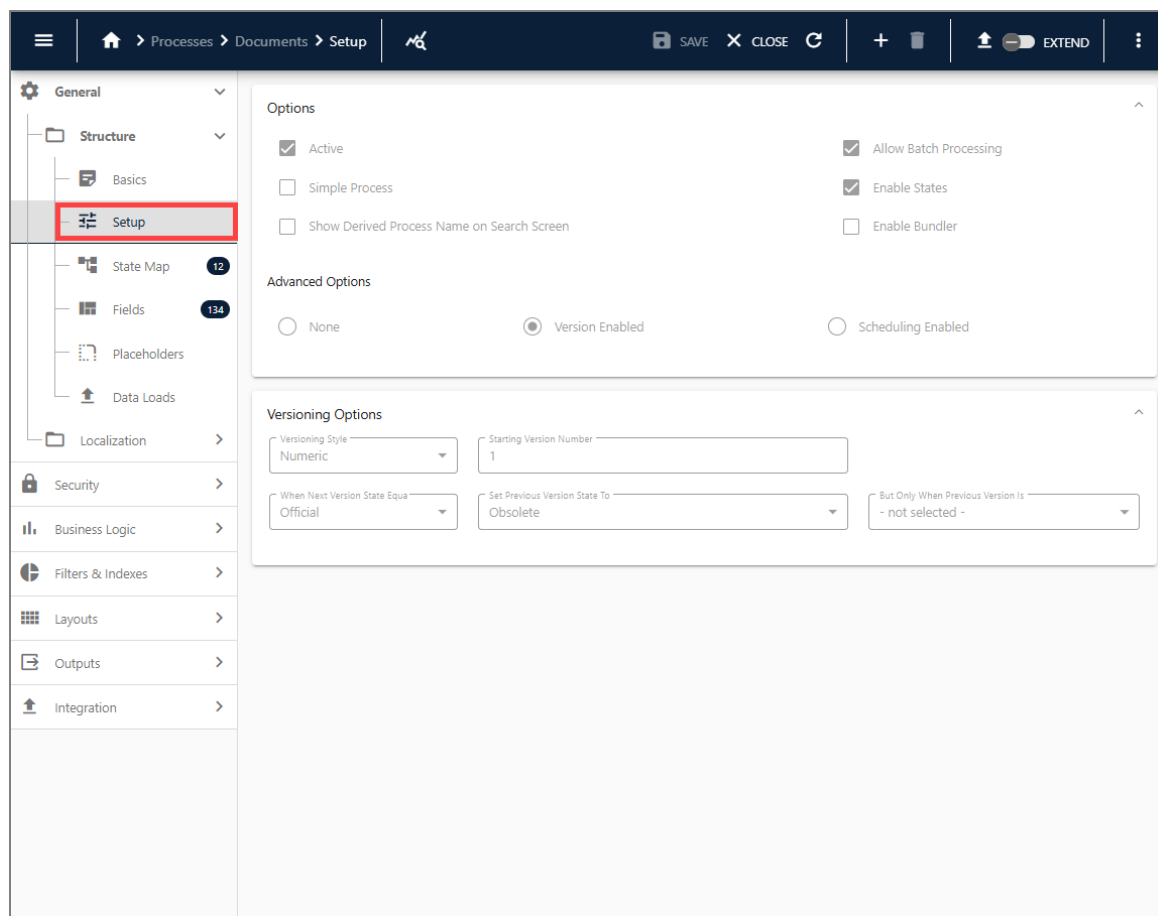 Processes Documents Setup SAVE CLOSE EXTEND
General
Structure
Basics
Setup
State Map 12
Fields 134
Placeholders
Data Loads
Localization
Security
Business Logic
Filters & Indexes
Layouts
Outputs
Integration
Options
Active Allow Batch Processing
Simple Process Enable States
Show Derived Process Name on Search Screen Enable Bundler
Advanced Options
None Version Enabled Scheduling Enabled
Versioning Options
Versioning Style Starting Version Number
Numeric 1
When Next Version State Equa Set Previous Version State To But Only When Previous Version Is
Official Obsolete - not selected -